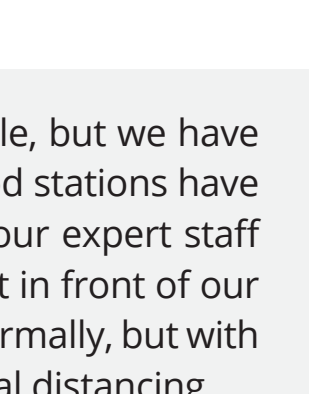 le, but we have
d stations have
our expert staff
t in front of our
rmally, but with
al distancing